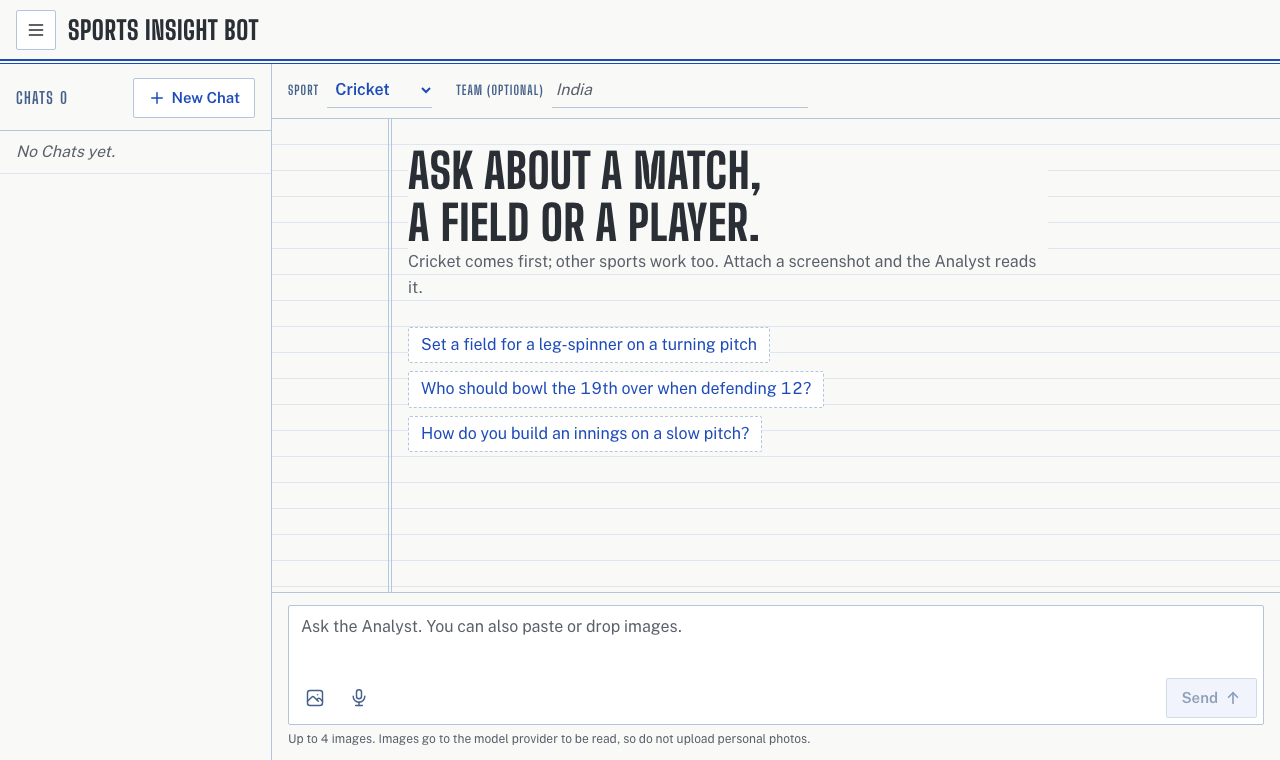 SPORTS INSIGHT BOT
CHATS 0
New Chat
No Chats yet.
SPORT
Cricket
TEAM (OPTIONAL)
India
ASK ABOUT A MATCH,
A FIELD OR A PLAYER.
Cricket comes first; other sports work too. Attach a screenshot and the Analyst reads
it.
Set a field for a leg-spinner on a turning pitch
Who should bowl the 19th over when defending 12?
How do you build an innings on a slow pitch?
Ask the Analyst. You can also paste or drop images.
Send
Up to 4 images. Images go to the model provider to be read, so do not upload personal photos.